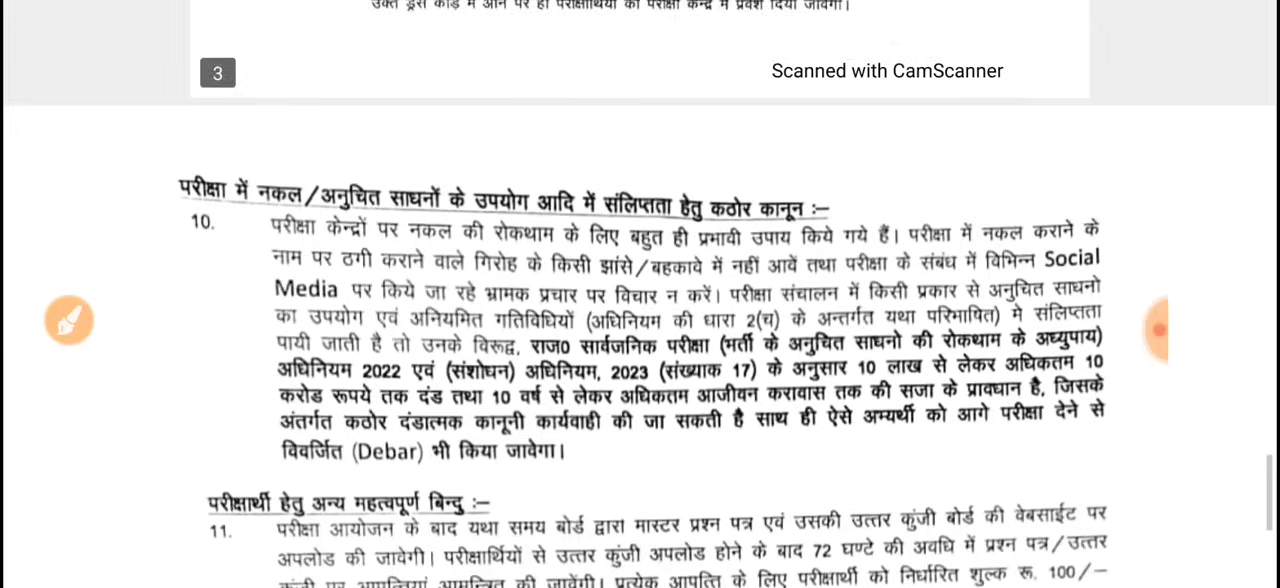 उक्त ड्रेस कोड में आने पर ही परीक्षार्थियों को परीक्षा केन्द्र में प्रवेश दिया जावेगा।
3
Scanned with CamScanner
परीक्षा में नकल/अनुचित साधनों के उपयोग आदि में संलिप्तता हेतु कठोर कानून :–
10. परीक्षा केन्द्रों पर नकल की रोकथाम के लिए बहुत ही प्रभावी उपाय किये गये हैं। परीक्षा में नकल कराने के
नाम पर ठगी कराने वाले गिरोह के किसी झांसे/बहकावे में नहीं आवें तथा परीक्षा के संबंध में विभिन्न Social
Media पर किये जा रहे भ्रामक प्रचार पर विचार न करें। परीक्षा संचालन में किसी प्रकार से अनुचित साधनो
का उपयोग एवं अनियमित गतिविधियों (अधिनियम की धारा 2(च) के अन्तर्गत यथा परिभाषित) मे संलिप्तता
पायी जाती है तो उनके विरूद्ध, राज0 सार्वजनिक परीक्षा (भर्ती के अनुचित साधनो की रोकथाम के अध्युपाय)
अधिनियम 2022 एवं (संशोधन) अधिनियम, 2023 (संख्याक 17) के अनुसार 10 लाख से लेकर अधिकतम 10
करोड रूपये तक दंड तथा 10 वर्ष से लेकर अधिकतम आजीवन करावास तक की सजा के प्रावधान है, जिसके
अंतर्गत कठोर दंडात्मक कानूनी कार्यवाही की जा सकती है साथ ही ऐसे अभ्यर्थी को आगे परीक्षा देने से
विवर्जित (Debar) भी किया जावेगा।
परीक्षार्थी हेतु अन्य महत्वपूर्ण बिन्दु :–
11. परीक्षा आयोजन के बाद यथा समय बोर्ड द्वारा मास्टर प्रश्न पत्र एवं उसकी उत्तर कुंजी बोर्ड की वेबसाईट पर
अपलोड की जावेगी। परीक्षार्थियों से उत्तर कुंजी अपलोड होने के बाद 72 घण्टे की अवधि में प्रश्न पत्र/उत्तर
कुंजी पर आपत्तियां आमन्त्रित की जावेंगी। प्रत्येक आपत्ति के लिए परीक्षार्थी को निर्धारित शुल्क रू. 100/–